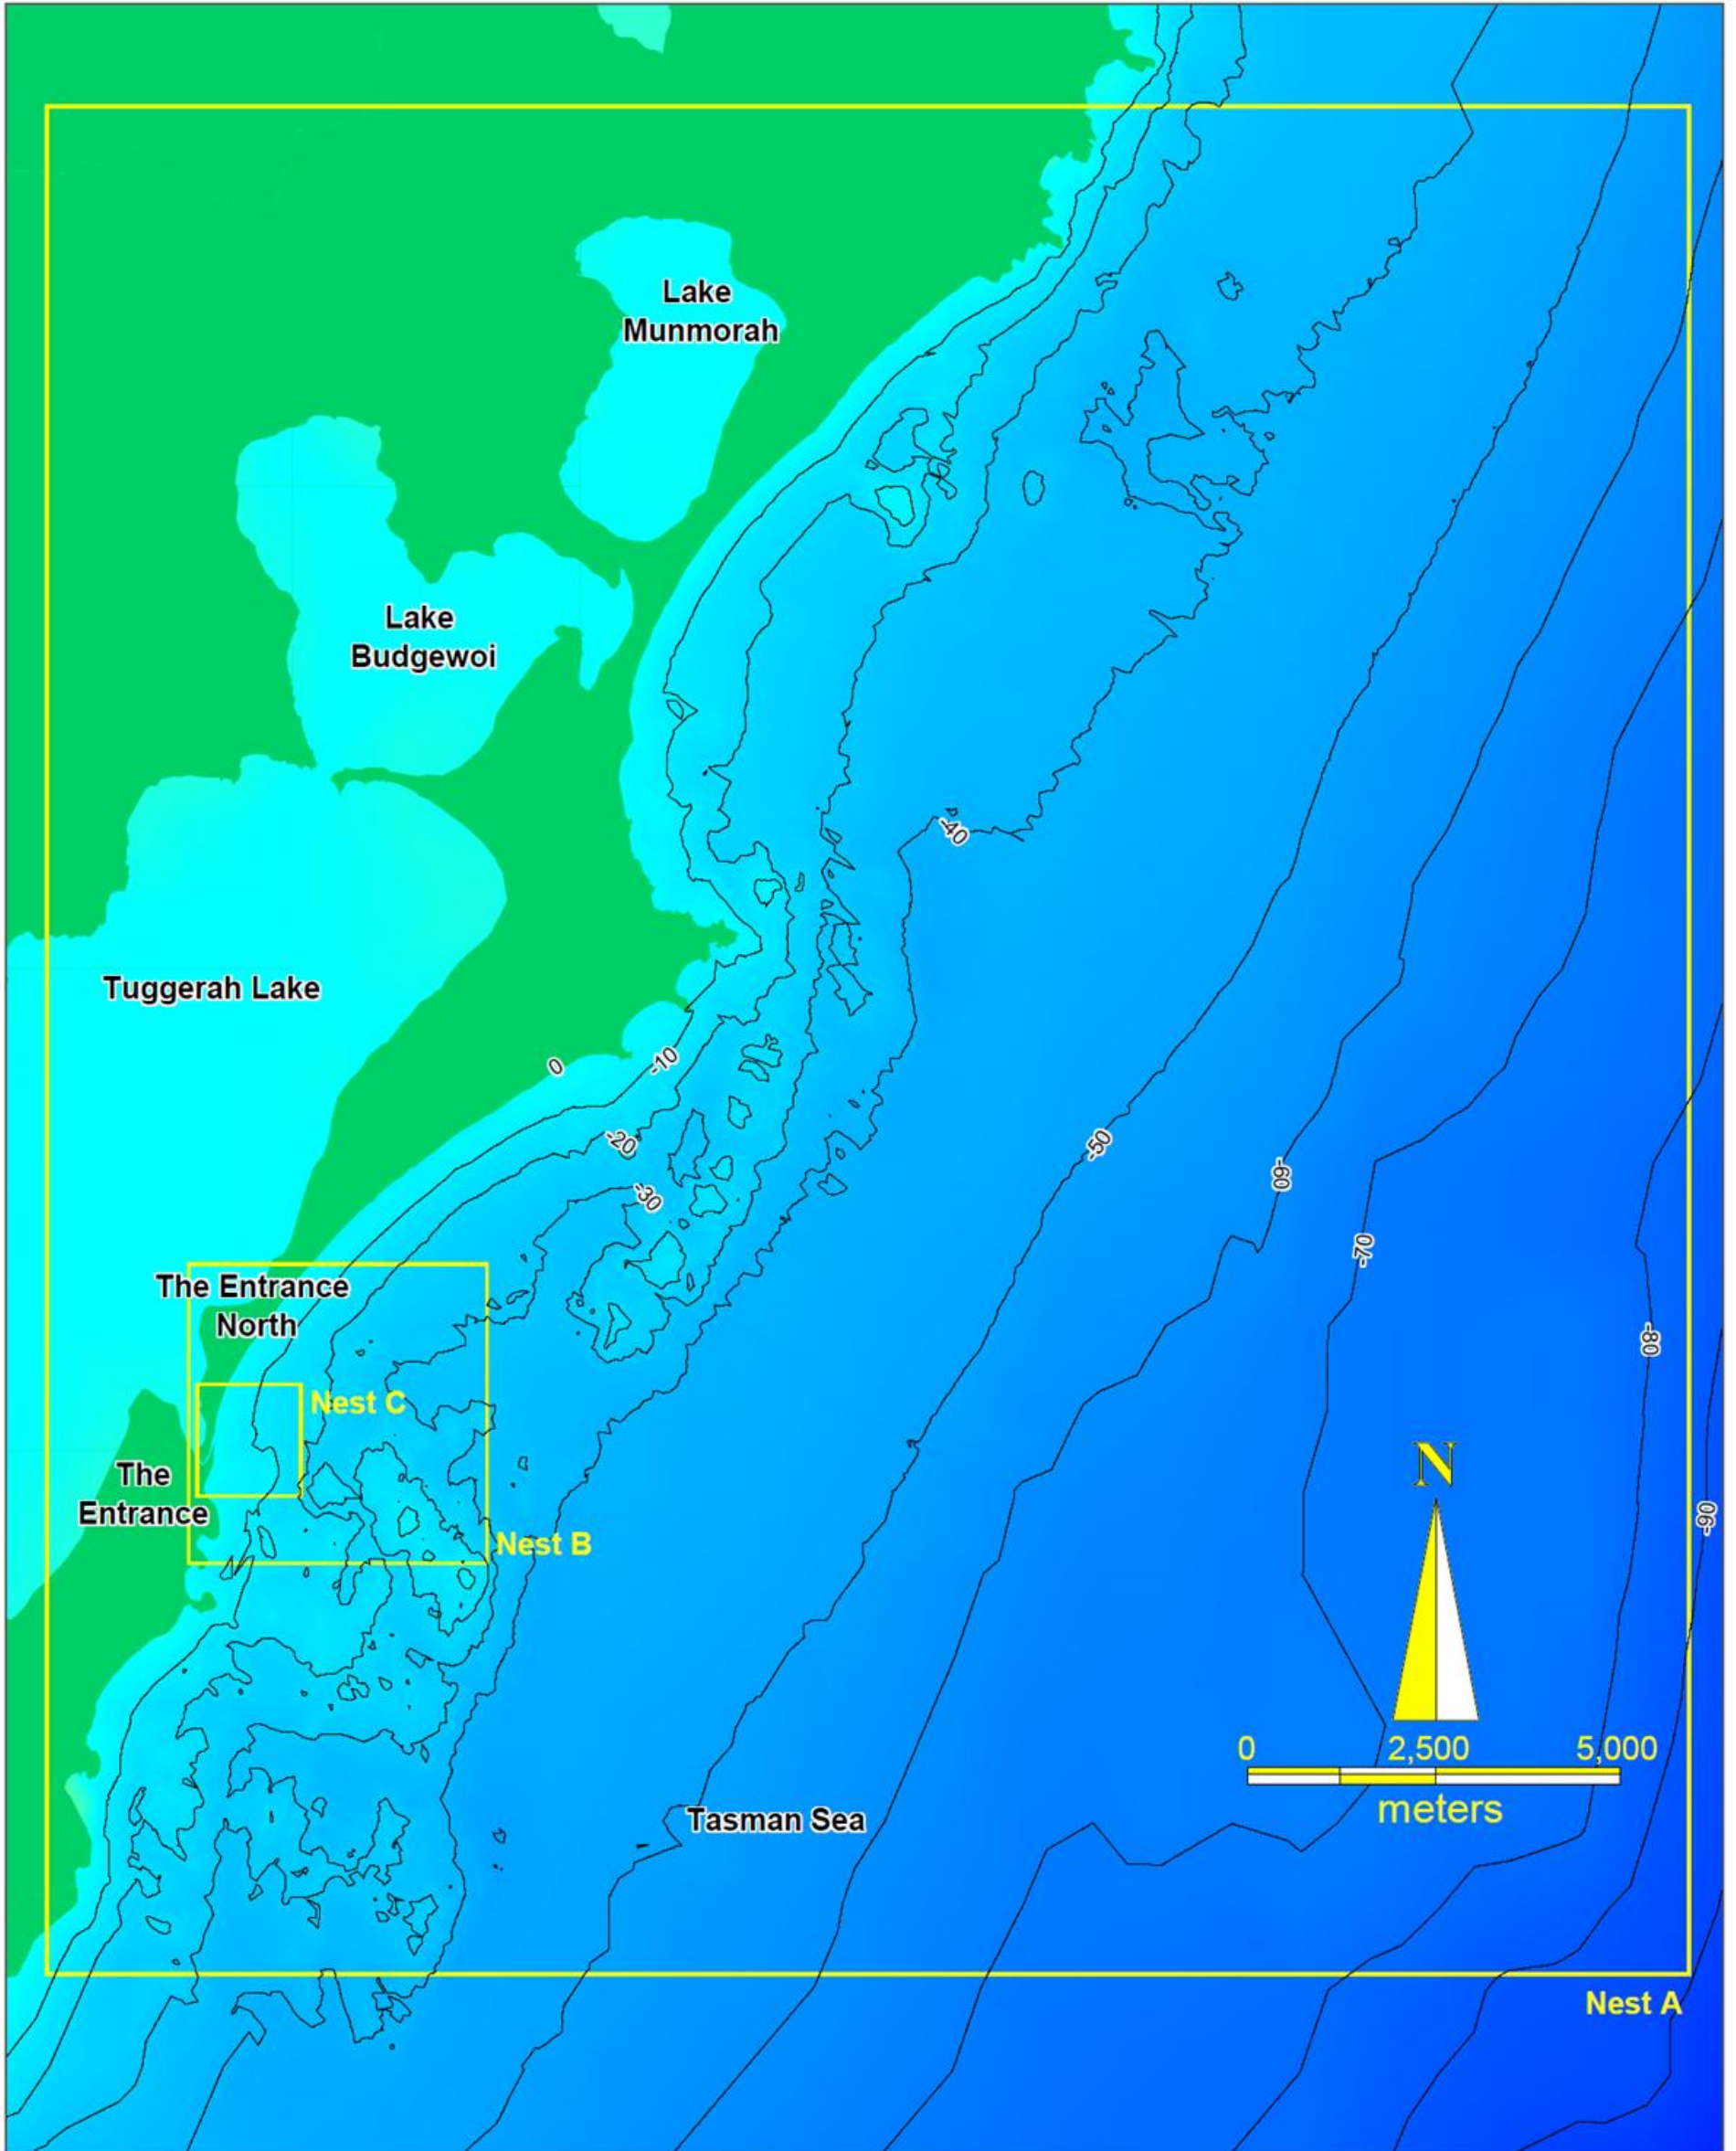 Lake
Munmorah
Lake
Budgewoi
-40
Tuggerah Lake
0
-10
-20
-50
-60
-30
-70
The Entrance
North
-80
Nest C
N
The
Entrance
-90
Nest B
0 2,500 5,000
meters
Tasman Sea
Nest A